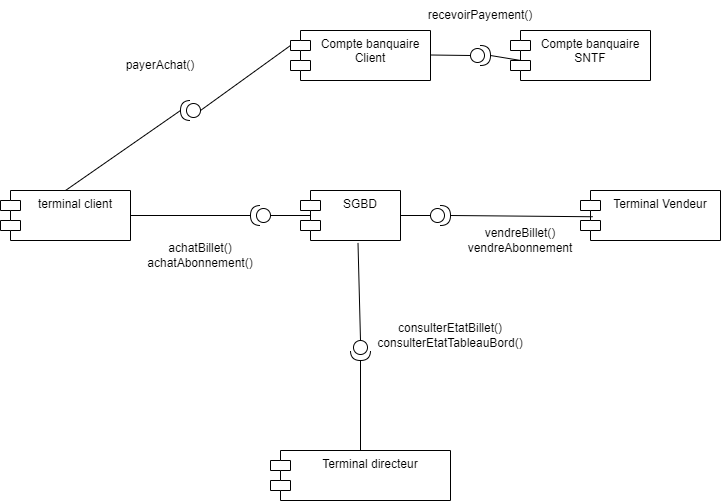 recevoirPayement()
Compte banquaire
Client
Compte banquaire
SNTF
payerAchat()
terminal client
SGBD
Terminal Vendeur
achatBillet()
achatAbonnement()
vendreBillet()
vendreAbonnement
consulterEtatBillet()
consulterEtatTableauBord()
Terminal directeur